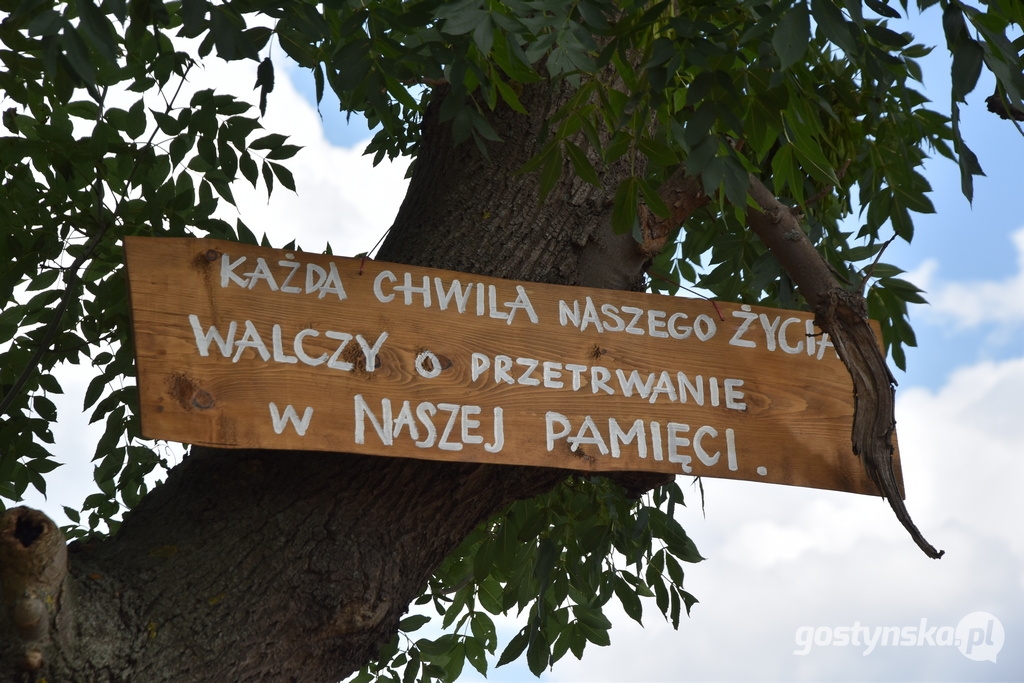 KAŻDA CHWILA NASZEGO ŻYCIA
WALCZY O PRZETRWANIE
W NASZEJ PAMIĘCI.
gostynska.pl